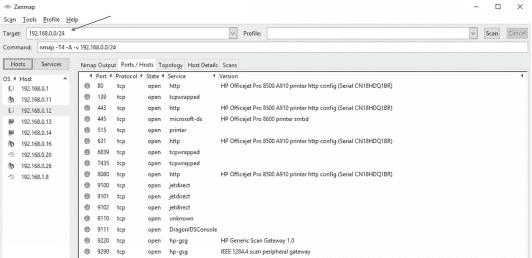 Zenmap
Scan Tools Profile Help
Target: 192.168.0.0/24 Profile: Scan Cancel
Command: nmap -T4 -A -v 192.168.0.0/24
Hosts Services Nmap Output Ports / Hosts Topology Host Details Scans
OS Host Port Protocol State Service Version
192.168.0.1 80 tcp open http HP Officejet Pro 8500 A910 printer http config (Serial CN18HDQ1BR)
192.168.0.11 139 tcp open tcpwrapped
192.168.0.12 443 tcp open http HP Officejet Pro 8500 A910 printer http config (Serial CN18HDQ1BR)
192.168.0.13 445 tcp open microsoft-ds HP Officejet Pro 8600 printer smbd
192.168.0.14 515 tcp open printer
192.168.0.16 631 tcp open http HP Officejet Pro 8500 A910 printer http config (Serial CN18HDQ1BR)
192.168.0.20 6839 tcp open tcpwrapped
192.168.0.26 7435 tcp open tcpwrapped
192.168.1.8 8080 tcp open http HP Officejet Pro 8500 A910 printer http config (Serial CN18HDQ1BR)
9100 tcp open jetdirect
9101 tcp open jetdirect
9102 tcp open jetdirect
9110 tcp open unknown
9111 tcp open DragonIDSConsole
9220 tcp open hp-gsg HP Generic Scan Gateway 1.0
9290 tcp open hp-gsg IEEE 1284.4 scan peripheral gateway